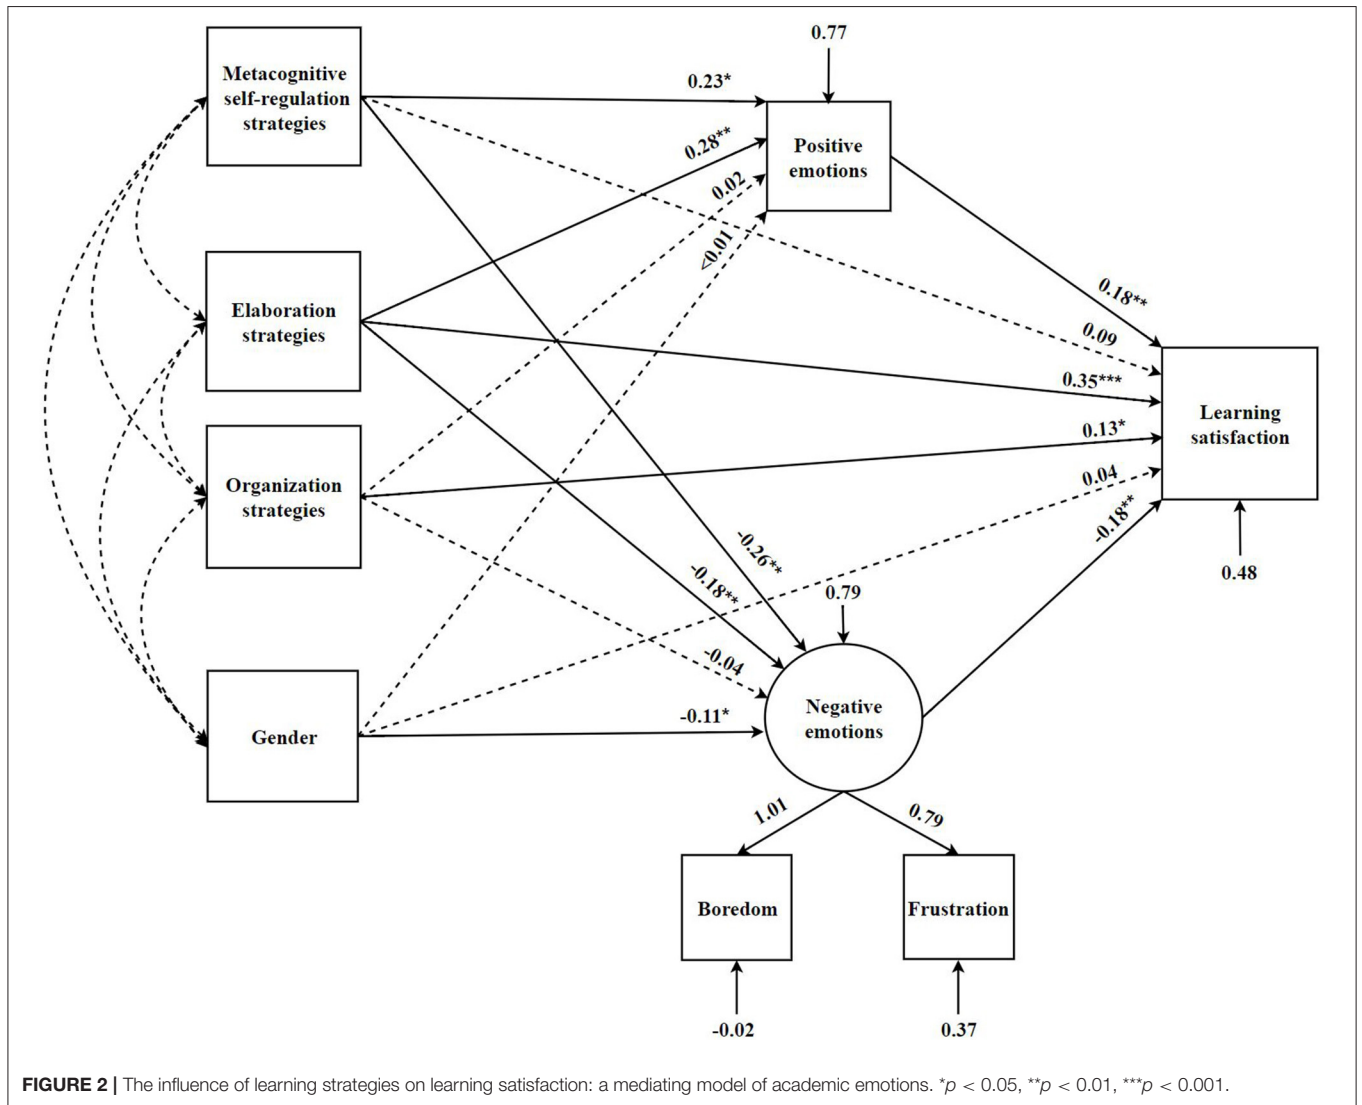 0.77
Metacognitive
self-regulation
strategies
0.23*
0.28**
Positive
emotions
0.02
<0.01
Elaboration
strategies
0.18**
0.09
0.35***
Learning
satisfaction
0.13*
Organization
strategies
0.04
-0.18**
-0.26**
-0.18**
0.79
0.48
-0.04
Negative
emotions
-0.11*
Gender
1.01
0.79
Boredom
Frustration
-0.02
0.37
FIGURE 2 | The influence of learning strategies on learning satisfaction: a mediating model of academic emotions. *p < 0.05, **p < 0.01, ***p < 0.001.